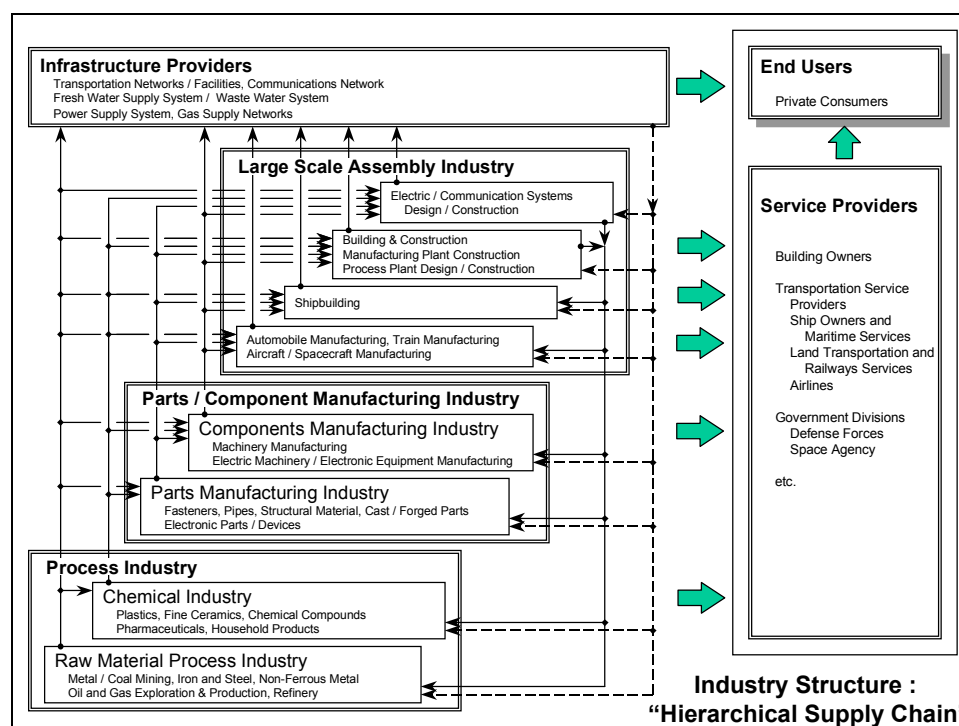 Infrastructure Providers
Transportation Networks / Facilities, Communications Network
Fresh Water Supply System / Waste Water System
Power Supply System, Gas Supply Networks
End Users
Private Consumers
Large Scale Assembly Industry
Electric / Communication Systems
Design / Construction
Building & Construction
Manufacturing Plant Construction
Process Plant Design / Construction
Shipbuilding
Automobile Manufacturing, Train Manufacturing
Aircraft / Spacecraft Manufacturing
Service Providers
Building Owners
Transportation Service
Providers
Ship Owners and
Maritime Services
Land Transportation and
Railways Services
Airlines
Government Divisions
Defense Forces
Space Agency
etc.
Parts / Component Manufacturing Industry
Components Manufacturing Industry
Machinery Manufacturing
Electric Machinery / Electronic Equipment Manufacturing
Parts Manufacturing Industry
Fasteners, Pipes, Structural Material, Cast / Forged Parts
Electronic Parts / Devices
Process Industry
Chemical Industry
Plastics, Fine Ceramics, Chemical Compounds
Pharmaceuticals, Household Products
Raw Material Process Industry
Metal / Coal Mining, Iron and Steel, Non-Ferrous Metal
Oil and Gas Exploration & Production, Refinery
Industry Structure :
“Hierarchical Supply Chain”